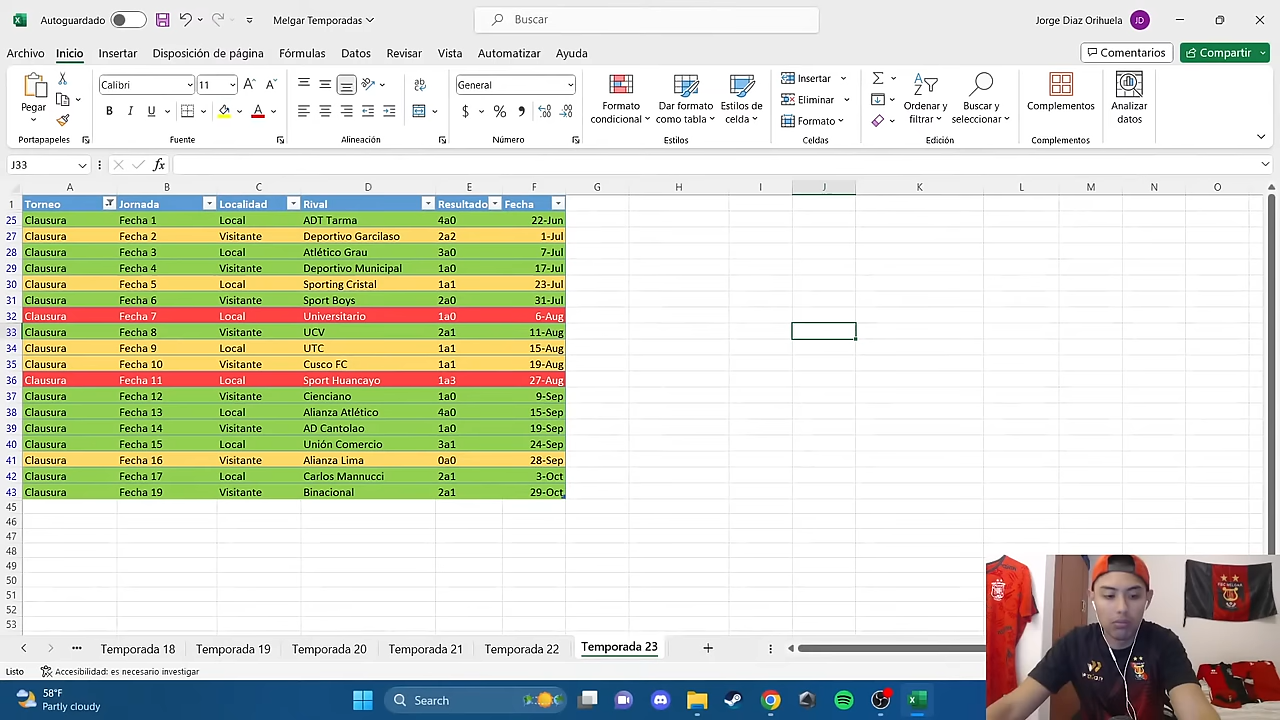 Autoguardado Melgar Temporadas Buscar Jorge Diaz Orihuela JD
Archivo Inicio Insertar Disposición de página Fórmulas Datos Revisar Vista Automatizar Ayuda Comentarios Compartir
Pegar Calibri 11 General Formato condicional Dar formato como tabla Estilos de celda Insertar Eliminar Formato Ordenar y filtrar Buscar y seleccionar Complementos Analizar datos
Portapapeles Fuente Alineación Número Estilos Celdas Edición Complementos
J33 fx
A B C D E F G H I J K L M N O
1 Torneo Jornada Localidad Rival Resultado Fecha
25 Clausura Fecha 1 Local ADT Tarma 4a0 22-Jun
27 Clausura Fecha 2 Visitante Deportivo Garcilaso 2a2 1-Jul
28 Clausura Fecha 3 Local Atlético Grau 3a0 7-Jul
29 Clausura Fecha 4 Visitante Deportivo Municipal 1a0 17-Jul
30 Clausura Fecha 5 Local Sporting Cristal 1a1 23-Jul
31 Clausura Fecha 6 Visitante Sport Boys 2a0 31-Jul
32 Clausura Fecha 7 Local Universitario 1a0 6-Aug
33 Clausura Fecha 8 Visitante UCV 2a1 11-Aug
34 Clausura Fecha 9 Local UTC 1a1 15-Aug
35 Clausura Fecha 10 Visitante Cusco FC 1a1 19-Aug
36 Clausura Fecha 11 Local Sport Huancayo 1a3 27-Aug
37 Clausura Fecha 12 Visitante Cienciano 1a0 9-Sep
38 Clausura Fecha 13 Local Alianza Atlético 4a0 15-Sep
39 Clausura Fecha 14 Visitante AD Cantolao 1a0 19-Sep
40 Clausura Fecha 15 Local Unión Comercio 3a1 24-Sep
41 Clausura Fecha 16 Visitante Alianza Lima 0a0 28-Sep
42 Clausura Fecha 17 Local Carlos Mannucci 2a1 3-Oct
43 Clausura Fecha 19 Visitante Binacional 2a1 29-Oct
45
46
47
48
49
50
51
52
53
Temporada 18 Temporada 19 Temporada 20 Temporada 21 Temporada 22 Temporada 23
Listo Accesibilidad: es necesario investigar
58°F
Partly cloudy
Search